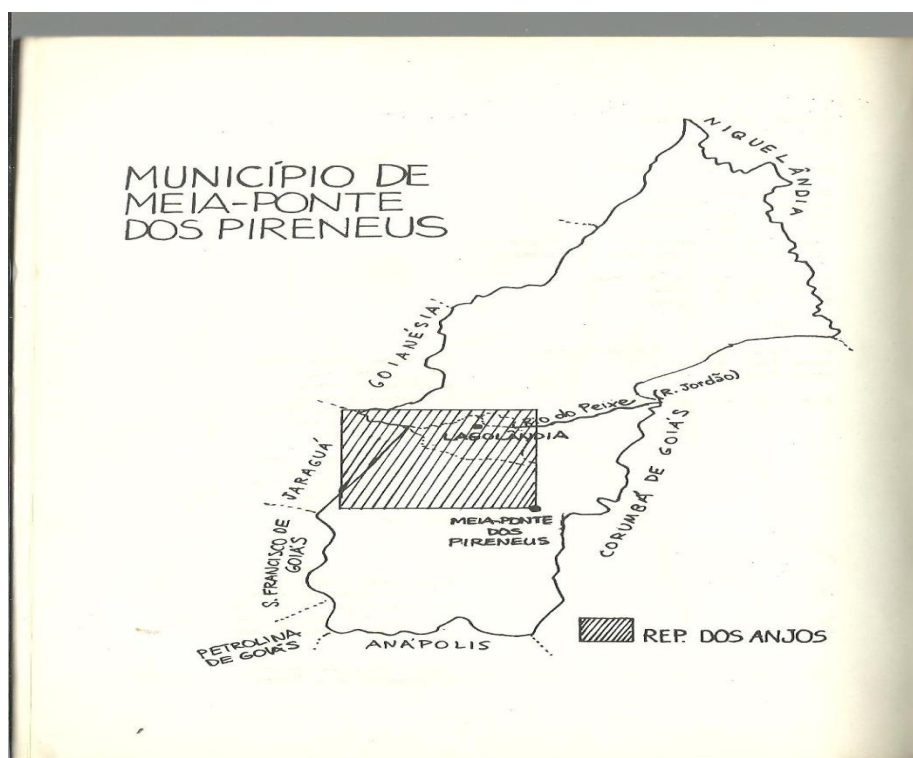 MUNICÍPIO DE
MEIA-PONTE
DOS PIRENEUS
NIQUELÂNDIA
GOIANÉSIA
RIO do Peixe
(R. Jordão)
LAGOLÂNDIA
JARAGUÁ
CORUMBÁ DE GOIÁS
MEIA-PONTE
DOS
PIRENEUS
S. FRANCISCO DE
GOIÁS
PETROLINA
DE GOIÁS
ANÁPOLIS
REP. DOS ANJOS